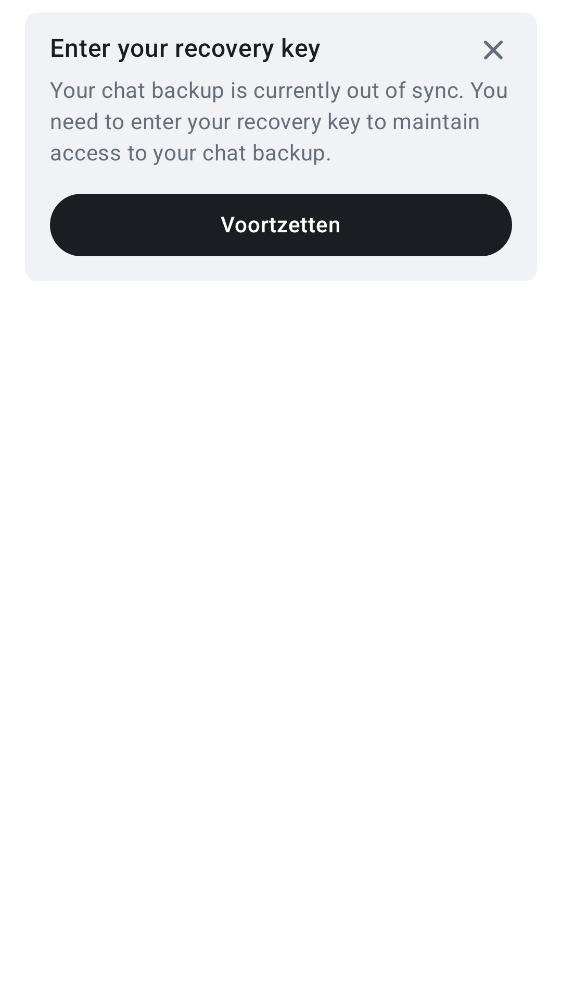 Enter your recovery key
Your chat backup is currently out of sync. You
need to enter your recovery key to maintain
access to your chat backup.
Voortzetten